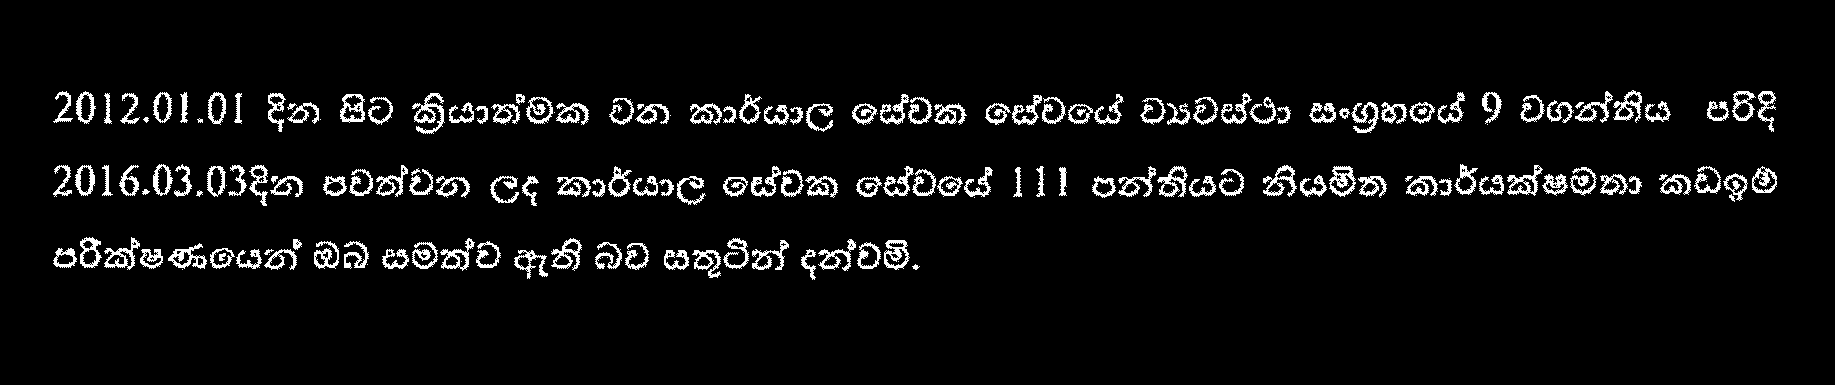 2012.01.01 දින සිට ක්‍රියාත්මක වන කාර්යාල සේවක සේවයේ ව්‍යවස්ථා සංග්‍රහයේ 9 වගන්තිය පරිදි
2016.03.03දින පවත්වන ලද කාර්යාල සේවක සේවයේ 111 පන්තියට නියමිත කාර්යක්ෂමතා කඩඉම්
පරීක්ෂණයෙන් ඔබ සමත්ව ඇති බව සතුටින් දන්වමි.